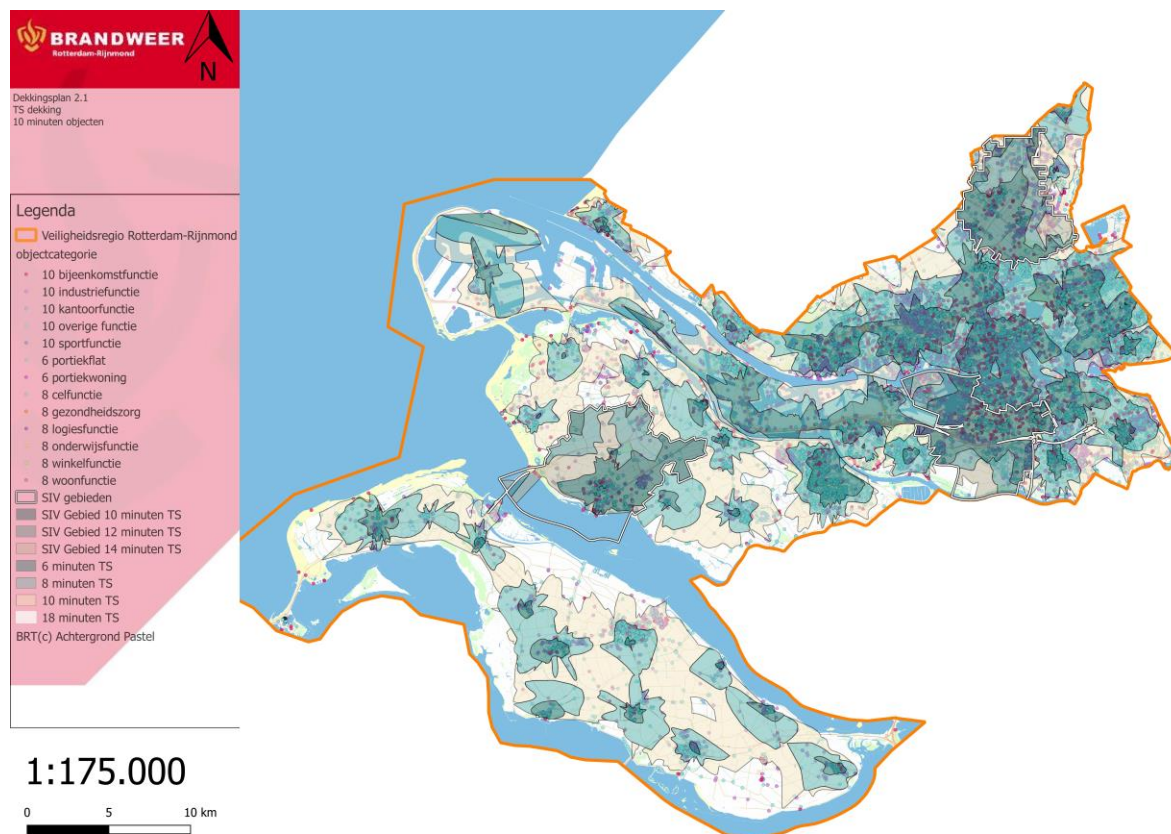 BRANDWEER
Rotterdam-Rijnmond
N
Dekkingsplan 2.1
TS dekking
10 minuten objecten
Legenda
Veiligheidsregio Rotterdam-Rijnmond
objectcategorie
10 bijeenkomstfunctie
10 industriefunctie
10 kantoorfunctie
10 overige functie
10 sportfunctie
6 portiekflat
6 portiekwoning
8 celfunctie
8 gezondheidszorg
8 logiesfunctie
8 onderwijsfunctie
8 winkelfunctie
8 woonfunctie
SIV gebieden
SIV Gebied 10 minuten TS
SIV Gebied 12 minuten TS
SIV Gebied 14 minuten TS
6 minuten TS
8 minuten TS
10 minuten TS
18 minuten TS
BRT(c) Achtergrond Pastel
1:175.000
0 5 10 km